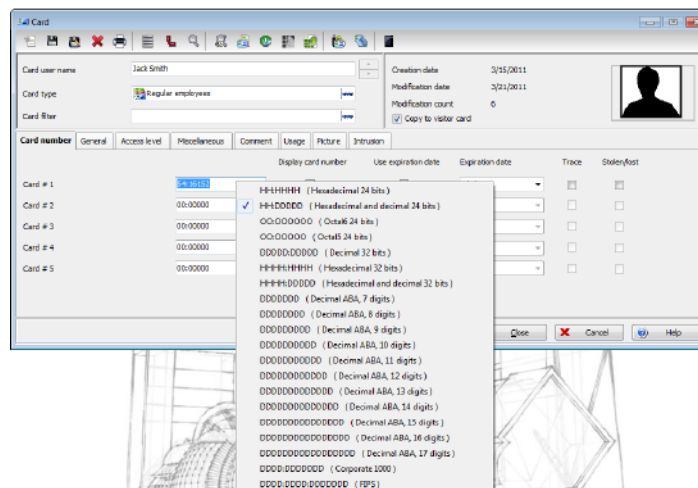 Card
Card user name
Jack Smith
Card type
Regular employees
Card filter
Creation date 3/15/2011
Modification date 3/21/2011
Modification count 6
Copy to visitor card
Card number General Access level Miscellaneous Comment Usage Picture Intrusion
Display card number Use expiration date Expiration date Trace Stolen/lost
Card # 1 54:16152
Card # 2 00:00000
Card # 3 00:00000
Card # 4 00:00000
Card # 5 00:00000
HH:HHHH (Hexadecimal 24 bits)
HH:DDDDD (Hexadecimal and decimal 24 bits)
OO:OOOOOO (Octal6 24 bits)
OO:OOOOOO (Octal5 24 bits)
DDDDD:DDDDD (Decimal 32 bits)
HHHH:HHHH (Hexadecimal 32 bits)
HHHH:DDDDD (Hexadecimal and decimal 32 bits)
DDDDDDD (Decimal ABA, 7 digits)
DDDDDDDD (Decimal ABA, 8 digits)
DDDDDDDDD (Decimal ABA, 9 digits)
DDDDDDDDDD (Decimal ABA, 10 digits)
DDDDDDDDDDD (Decimal ABA, 11 digits)
DDDDDDDDDDDD (Decimal ABA, 12 digits)
DDDDDDDDDDDDD (Decimal ABA, 13 digits)
DDDDDDDDDDDDDD (Decimal ABA, 14 digits)
DDDDDDDDDDDDDDD (Decimal ABA, 15 digits)
DDDDDDDDDDDDDDDD (Decimal ABA, 16 digits)
DDDDDDDDDDDDDDDDD (Decimal ABA, 17 digits)
DDDD:DDDDDDD (Corporate 1000)
DDDD:DDDD:DDDDDDD (FIPS)
Close Cancel Help